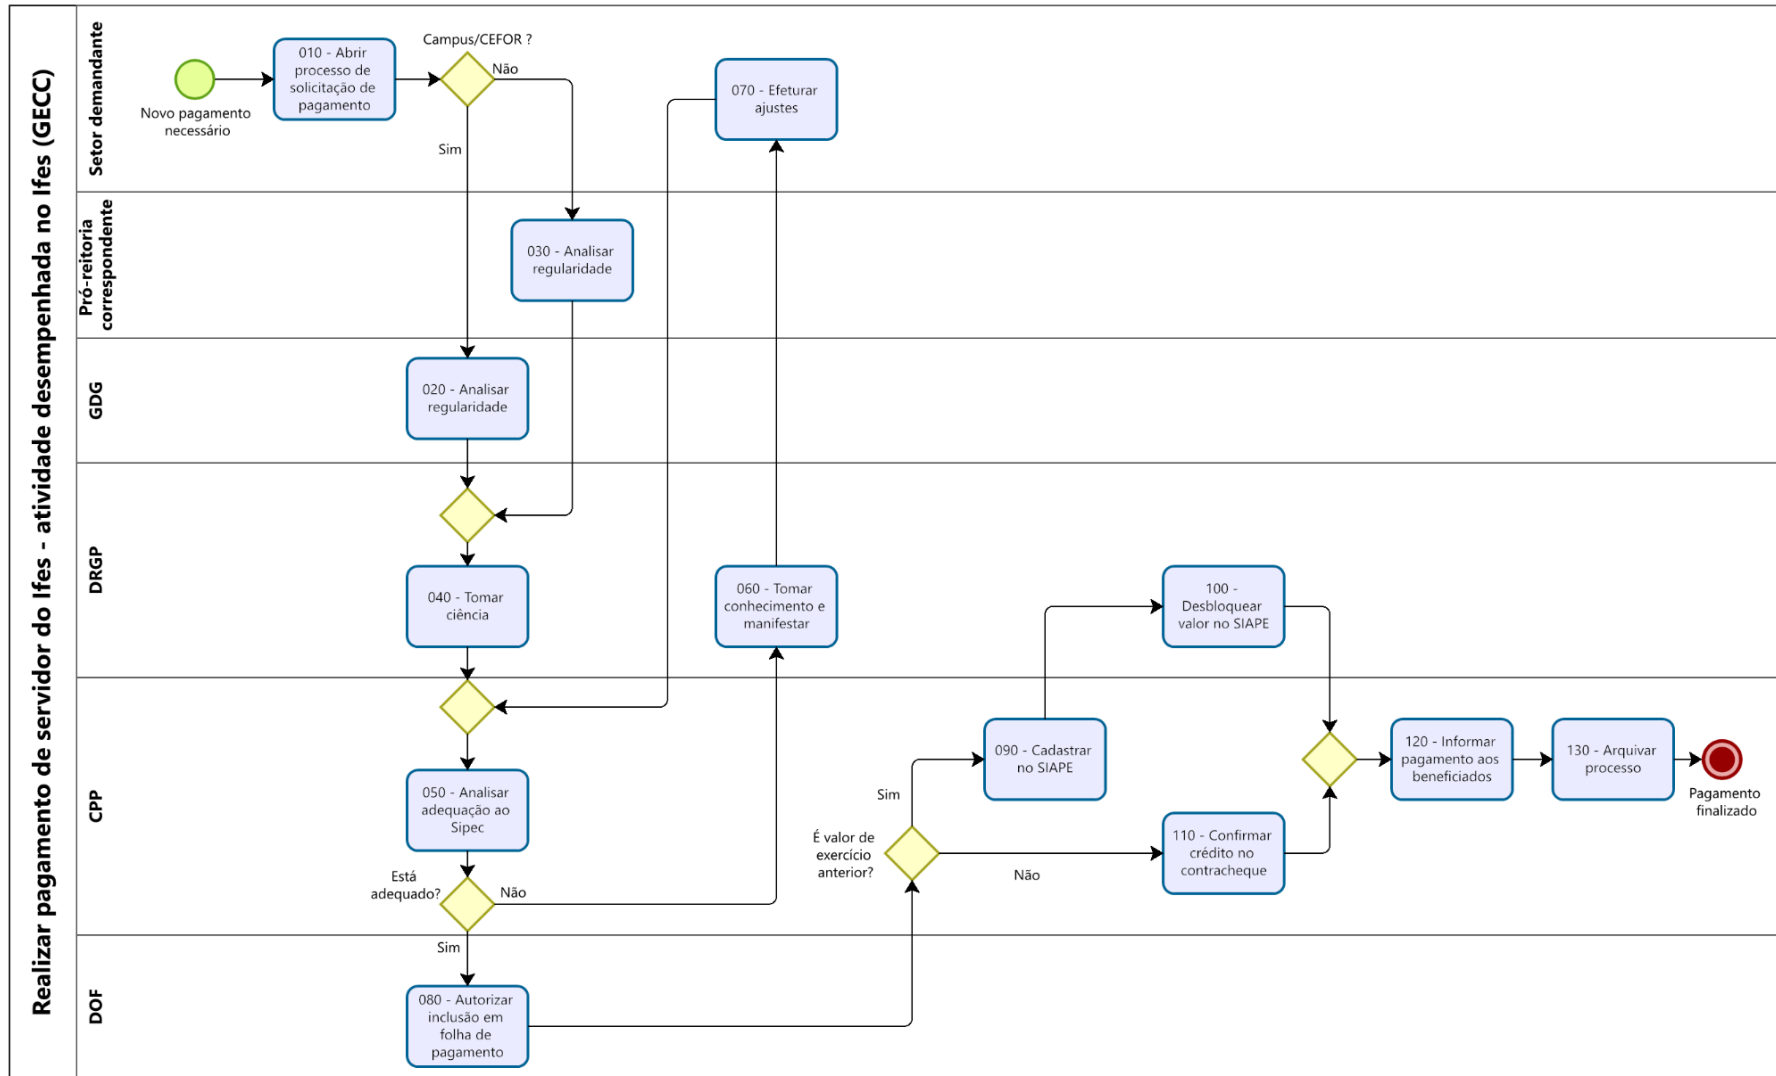 Realizar pagamento de servidor do Ifes - atividade desempenhada no Ifes (GECC)
Setor demandante
Novo pagamento
necessário
010 - Abrir
processo de
solicitação de
pagamento
Campus/CEFOR ?
Não
Sim
070 - Efeturar
ajustes
Pró-reitoria
correspondente
030 - Analisar
regularidade
GDG
020 - Analisar
regularidade
DRGP
040 - Tomar
ciência
060 - Tomar
conhecimento e
manifestar
100 -
Desbloquear
valor no SIAPE
CPP
050 - Analisar
adequação ao
Sipec
Está
adequado?
Não
Sim
É valor de
exercício
anterior?
Sim
Não
090 - Cadastrar
no SIAPE
110 - Confirmar
crédito no
contracheque
120 - Informar
pagamento aos
beneficiados
130 - Arquivar
processo
Pagamento
finalizado
DOF
080 - Autorizar
inclusão em
folha de
pagamento